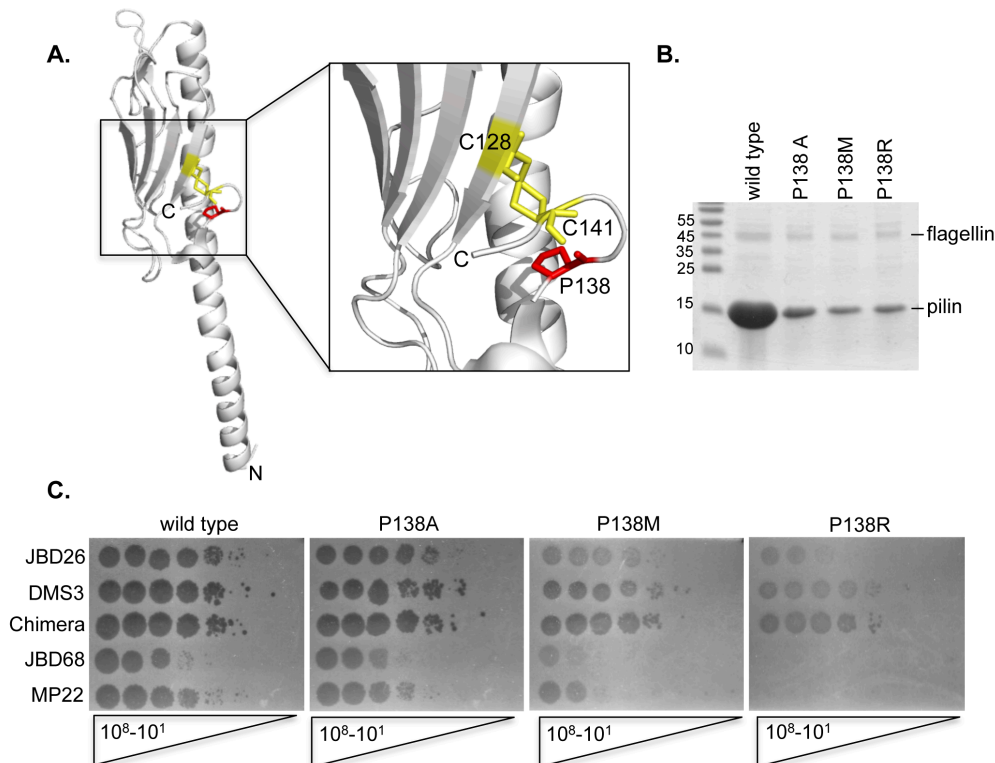 A.
C128
C
C141
C
P138
N
B.
wild type
P138 A
P138M
P138R
55
45
35
25
15
10
flagellin
pilin
C.
wild type P138A P138M P138R
JBD26
DMS3
Chimera
JBD68
MP22
10⁸-10¹ 10⁸-10¹ 10⁸-10¹ 10⁸-10¹